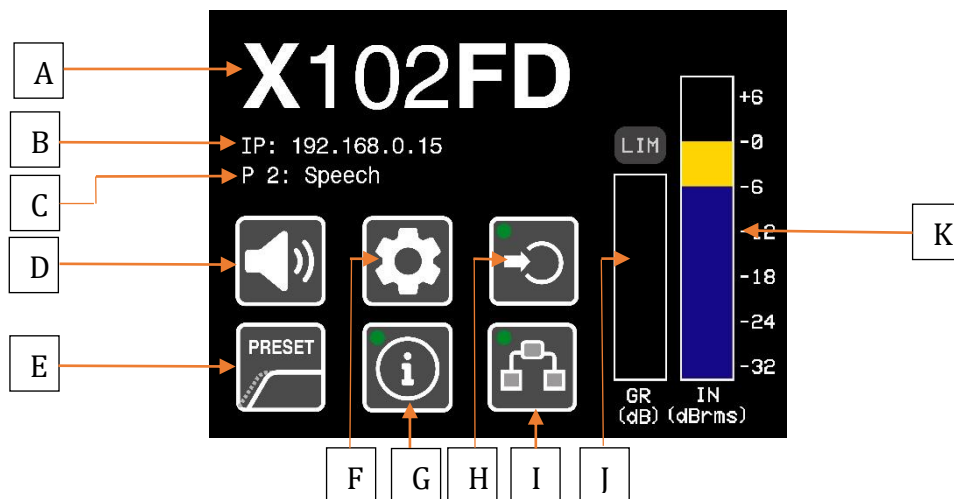 A
X102FD
B
IP: 192.168.0.15
C
P 2: Speech
LIM
+6
-0
-6
-12
-18
-24
-32
K
D
E
PRESET
GR
(dB)
IN
(dBrms)
F
G
H
I
J